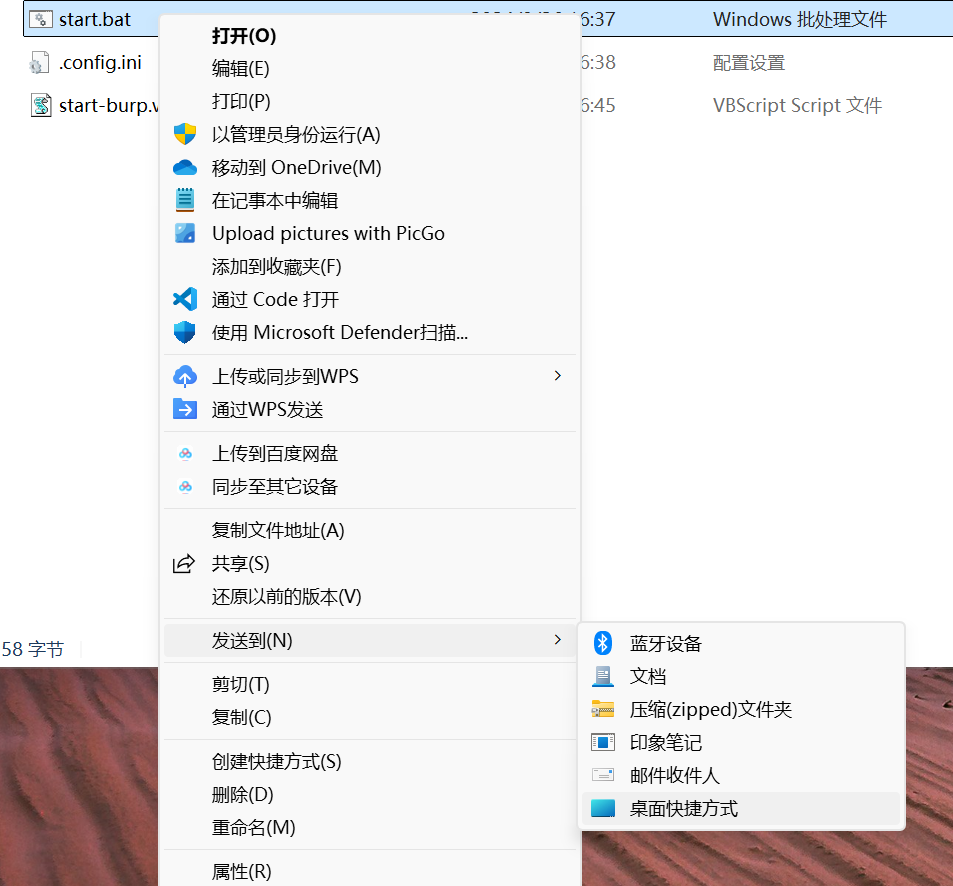 start.bat 6:37 Windows 批处理文件
.config.ini 6:38 配置设置
start-burp.v 6:45 VBScript Script 文件
打开(O)
编辑(E)
打印(P)
以管理员身份运行(A)
移动到 OneDrive(M)
在记事本中编辑
Upload pictures with PicGo
添加到收藏夹(F)
通过 Code 打开
使用 Microsoft Defender扫描...
上传或同步到WPS
通过WPS发送
上传到百度网盘
同步至其它设备
复制文件地址(A)
共享(S)
还原以前的版本(V)
58 字节
发送到(N)
蓝牙设备
文档
压缩(zipped)文件夹
印象笔记
邮件收件人
桌面快捷方式
剪切(T)
复制(C)
创建快捷方式(S)
删除(D)
重命名(M)
属性(R)